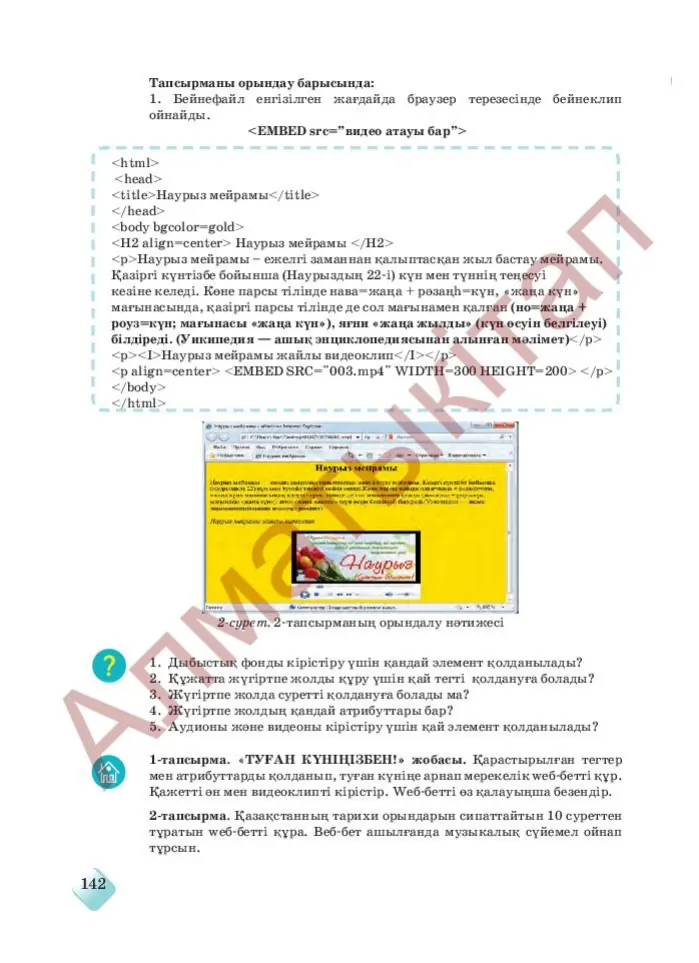 Тапсырманы орындау барысында:
1. Бейнефайл енгізілген жағдайда браузер терезесінде бейнеклип
ойнайды.
<EMBED src=”видео атауы бар”>
<html>
<head>
<title>Наурыз мейрамы</title>
</head>
<body bgcolor=gold>
<H2 align=center> Наурыз мейрамы </H2>
<p>Наурыз мейрамы – ежелгі заманнан қалыптасқан жыл бастау мейрамы.
Қазіргі күнтізбе бойынша (Наурыздың 22-і) күн мен түннің теңесуі
кезіне келеді. Көне парсы тілінде нава=жаңа + рәзаңһ=күн, «жаңа күн»
мағынасында, қазіргі парсы тілінде де сол мағынамен қалған (но=жаңа +
роуз=күн; мағынасы «жаңа күн»), яғни «жаңа жылды» (күн өсуін белгілеуі)
білдіреді. (Уикипедия — ашық энциклопедиясынан алынған мәлімет)</p>
<p><I>Наурыз мейрамы жайлы видеоклип</I></p>
<p align=center> <EMBED SRC=”003.mp4” WIDTH=300 HEIGHT=200> </p>
</body>
</html>
Наурыз мейрамы
Наурыз мейрамы жайлы видеоклип
Наурыз
2-сурет. 2-тапсырманың орындалу нәтижесі
?
1. Дыбыстық фонды кірістіру үшін қандай элемент қолданылады?
2. Құжатта жүгіртпе жолды құру үшін қай тегті қолдануға болады?
3. Жүгіртпе жолда суретті қолдануға болады ма?
4. Жүгіртпе жолдың қандай атрибуттары бар?
5. Аудионы және видеоны кірістіру үшін қай элемент қолданылады?
1-тапсырма. «ТУҒАН КҮНІҢІЗБЕН!» жобасы. Қарастырылған тегтер
мен атрибуттарды қолданып, туған күніңе арнап мерекелік web-бетті құр.
Қажетті ән мен видеоклипті кірістір. Web-бетті өз қалауыңша безендір.
2-тапсырма. Қазақстанның тарихи орындарын сипаттайтын 10 суреттен
тұратын web-бетті құра. Веб-бет ашылғанда музыкалық сүйемел ойнап
тұрсын.
142
АЛМАТЫКІТАП